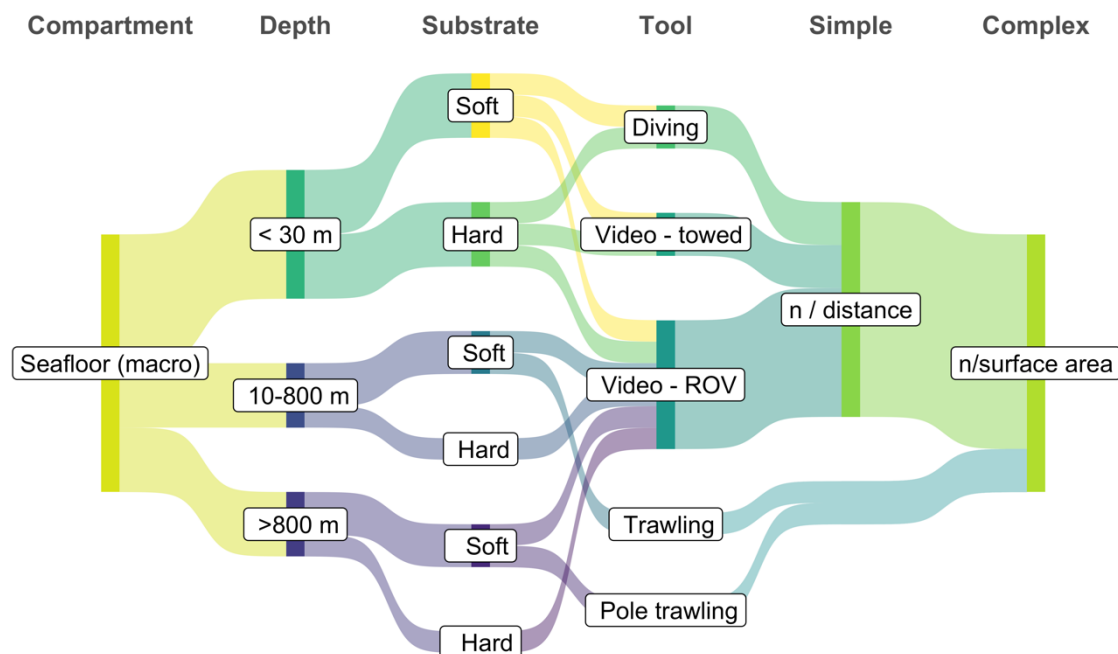 Compartment
Depth
Substrate
Tool
Simple
Complex
Soft
Diving
< 30 m
Hard
Video - towed
n / distance
Seafloor (macro)
Soft
n/surface area
10-800 m
Video - ROV
Hard
>800 m
Trawling
Soft
Pole trawling
Hard